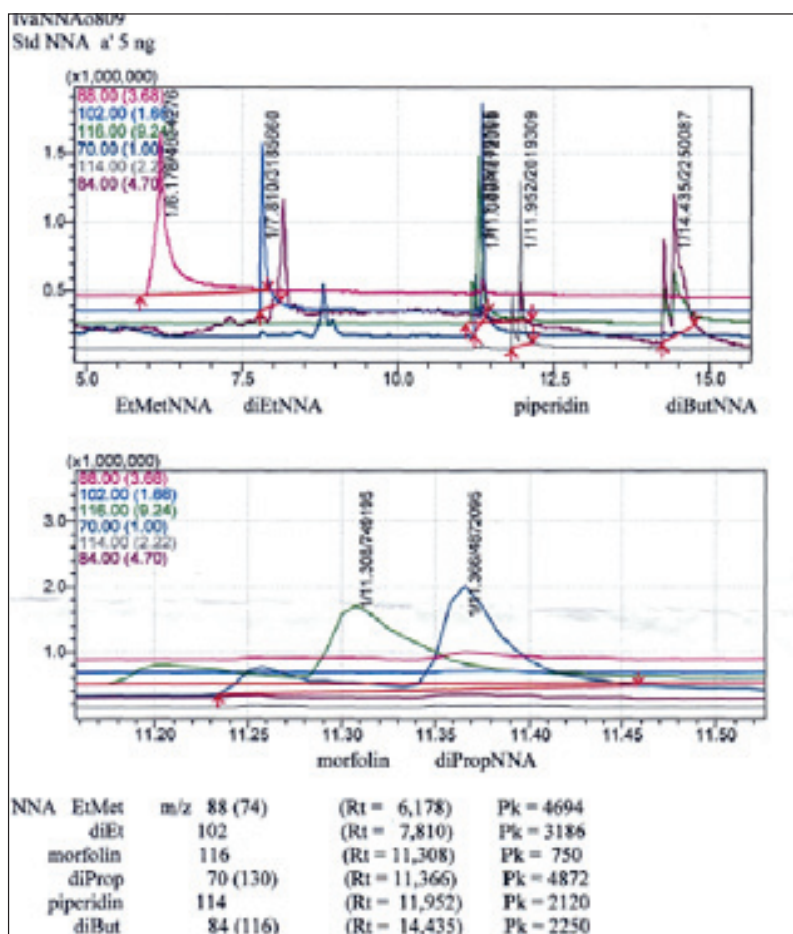 IvaNNAo809
Std NNA a' 5 ng
(x1,000,000)
88.00 (3.68)
102.00 (1.66)
116.00 (9.24)
70.00 (1.00)
114.00 (2.2
84.00 (4.70)
1/7.810/3186060
1/11.952/2019309
1/14.435/2250087
1.5
1.0
0.5
5.0 7.5 10.0 12.5 15.0
EtMetNNA diEtNNA piperidin diButNNA
(x1,000,000)
88.00 (3.68)
102.00 (1.66)
116.00 (9.24)
70.00 (1.00)
114.00 (2.22)
84.00 (4.70)
1/11.308/749195
1/11.366/4872095
3.0
2.0
1.0
11.20 11.25 11.30 11.35 11.40 11.45 11.50
morfolin diPropNNA
NNA EtMet m/z 88 (74) (Rt = 6,178) Pk = 4694
diEt 102 (Rt = 7,810) Pk = 3186
morfolin 116 (Rt = 11,308) Pk = 750
diProp 70 (130) (Rt = 11,366) Pk = 4872
piperidin 114 (Rt = 11,952) Pk = 2120
diBut 84 (116) (Rt = 14,435) Pk = 2250